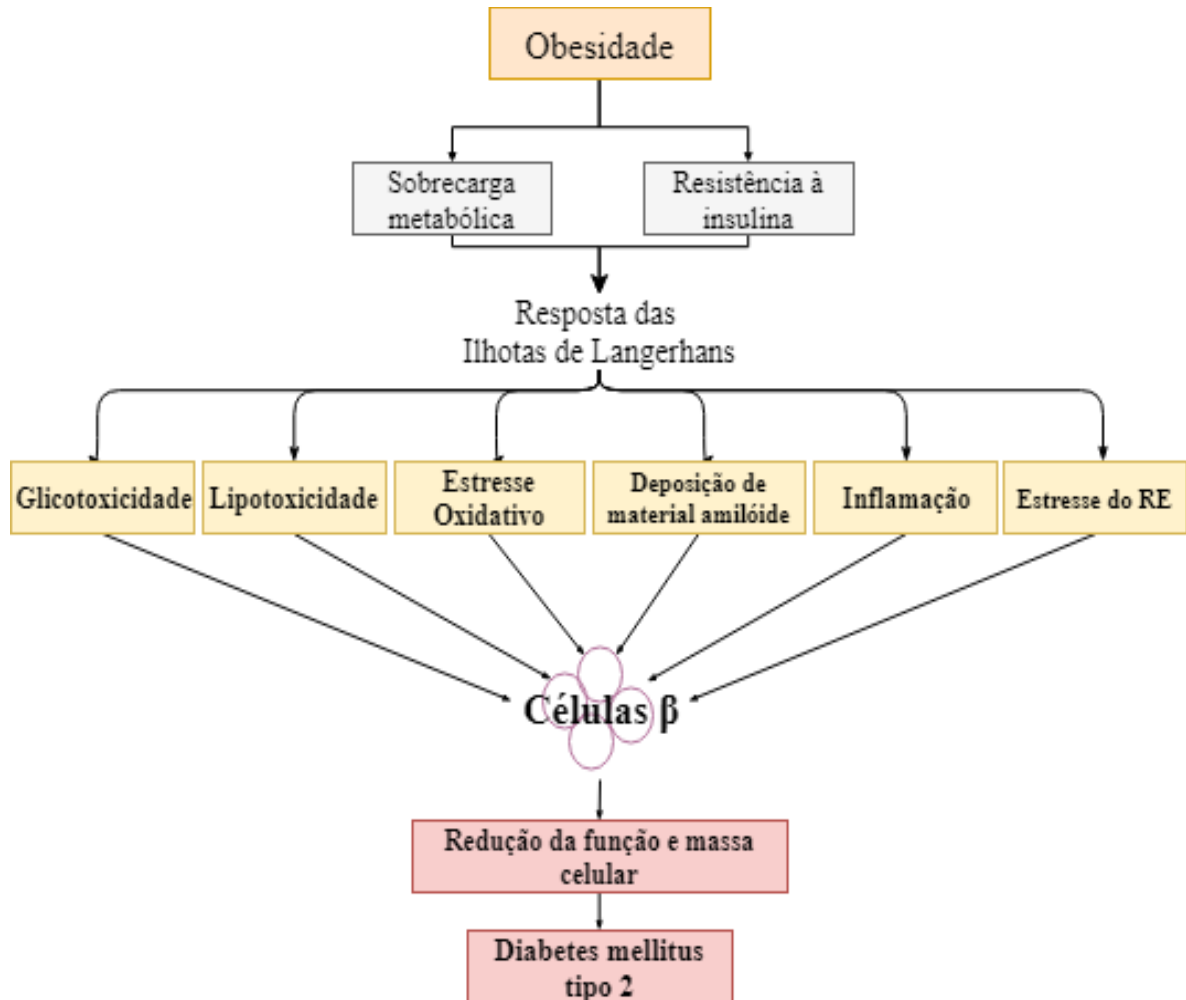 Obesidade
Sobrecarga
metabólica
Resistência à
insulina
Resposta das
Ilhotas de Langerhans
Glicotoxicidade
Lipotoxicidade
Estresse
Oxidativo
Deposição de
material amilóide
Inflamação
Estresse do RE
Células β
Redução da função e massa
celular
Diabetes mellitus
tipo 2